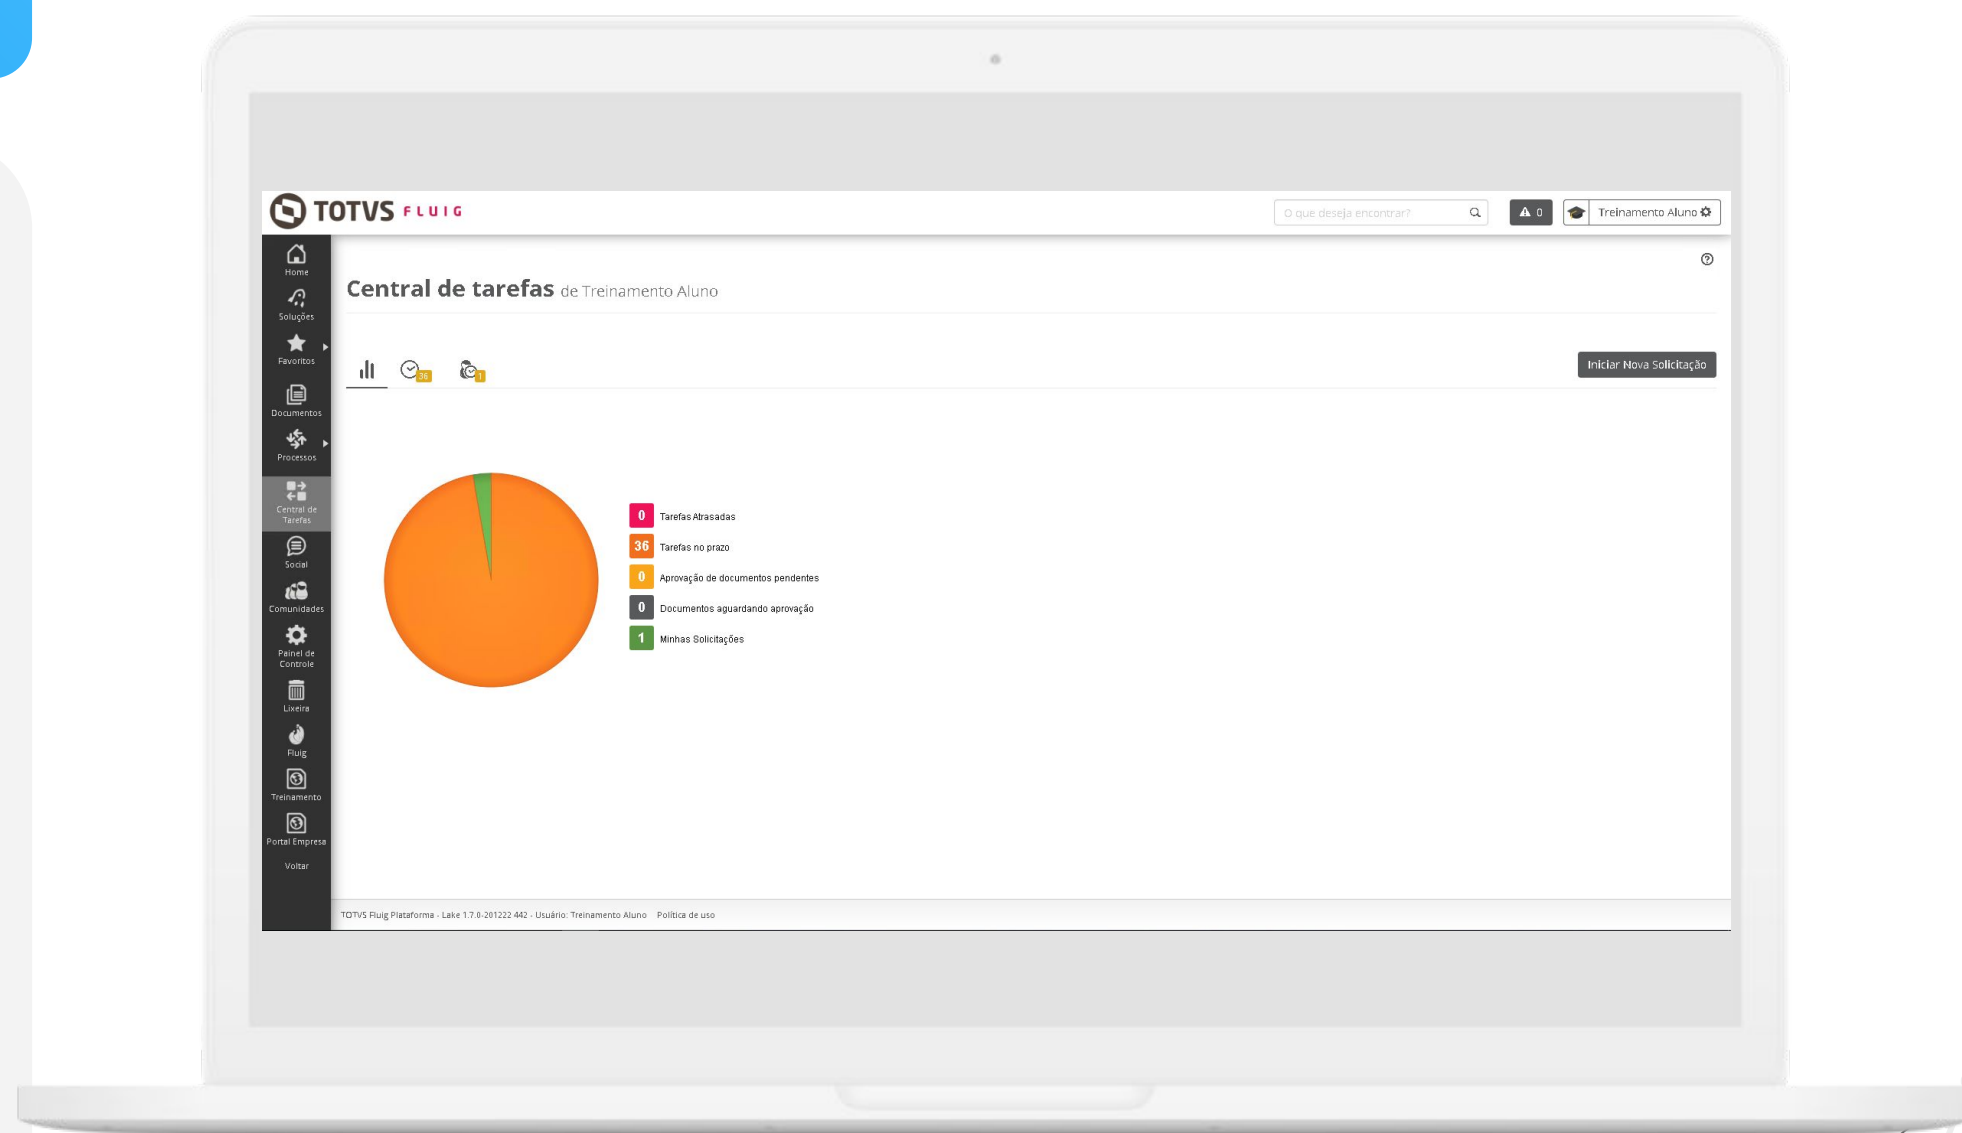 TOTVS FLUIG
O que deseja encontrar?
0
Treinamento Aluno
Home
Soluções
Favoritos
Documentos
Processos
Central de
Tarefas
Social
Comunidades
Painel de
Controle
Lixeira
Fluig
Treinamento
Portal Empresa
Voltar
Central de tarefas de Treinamento Aluno
36
1
Iniciar Nova Solicitação
0 Tarefas Atrasadas
36 Tarefas no prazo
0 Aprovação de documentos pendentes
0 Documentos aguardando aprovação
1 Minhas Solicitações
TOTVS Fluig Plataforma - Lake 1.7.0-201222 442 - Usuário: Treinamento Aluno Política de uso